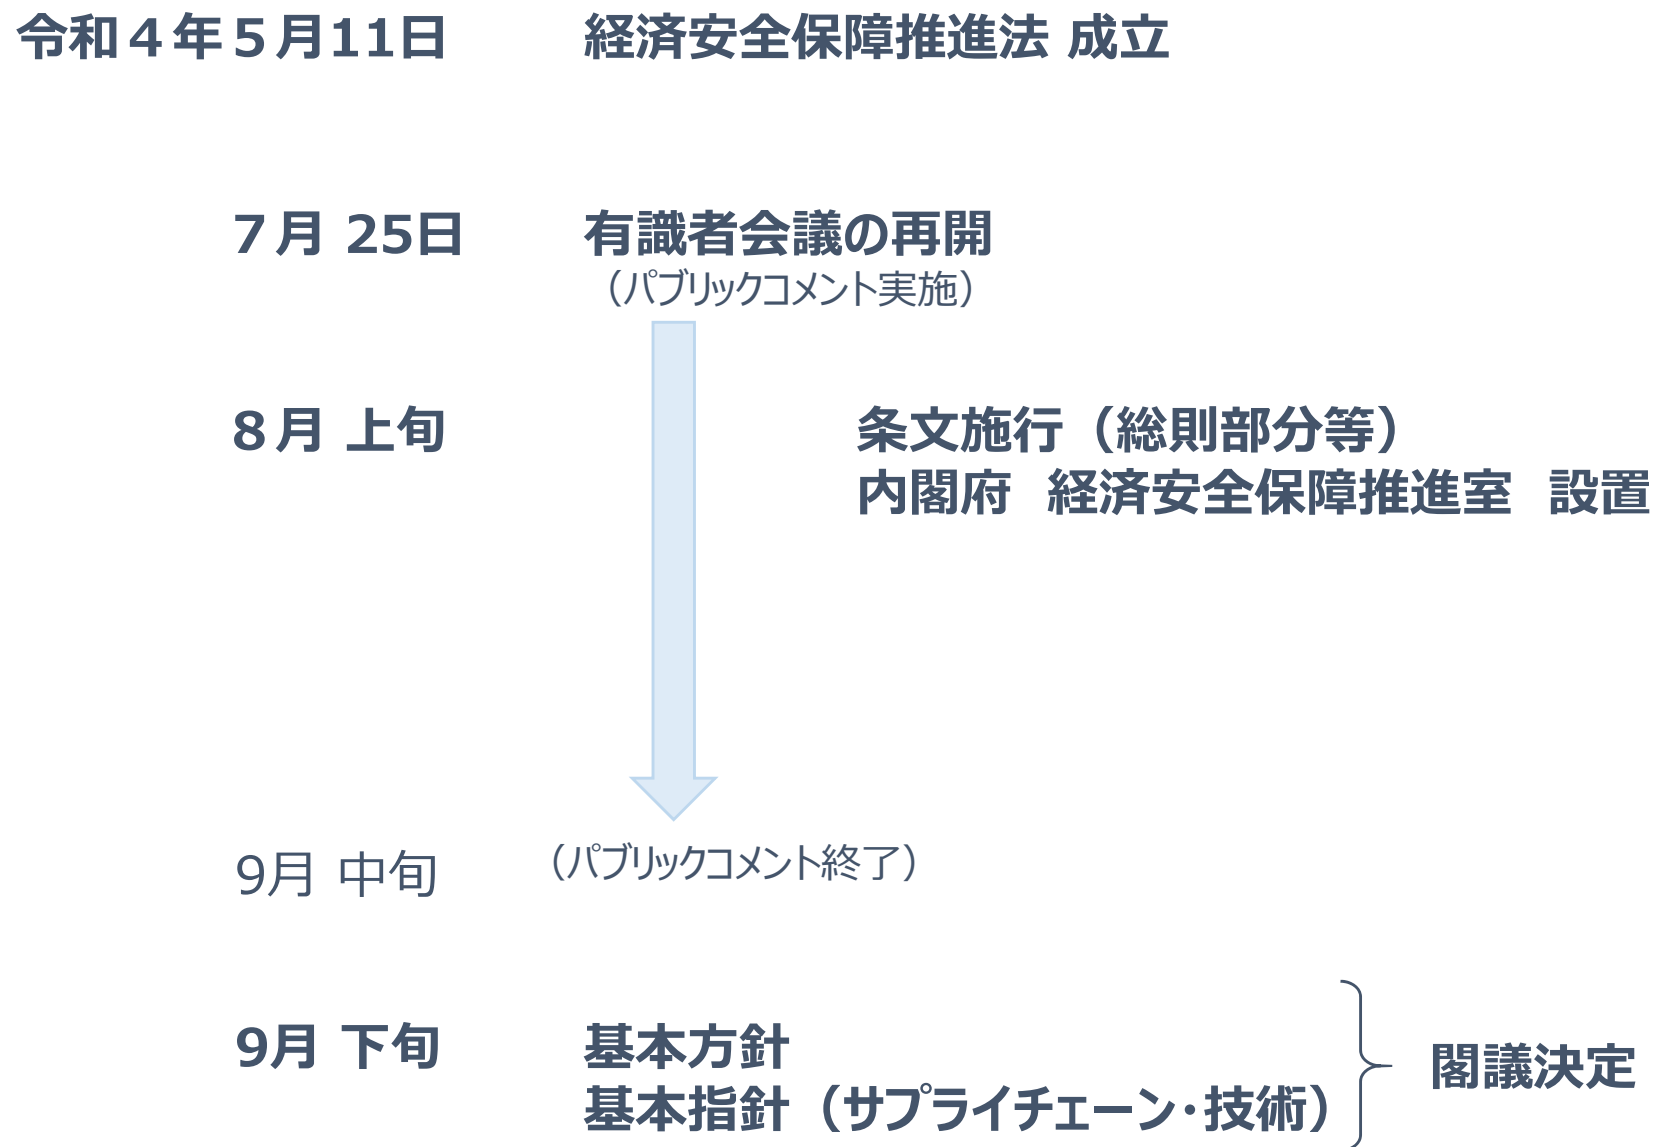 令和４年５月11日 経済安全保障推進法 成立
７月 25日 有識者会議の再開
（パブリックコメント実施）
８月 上旬 条文施行（総則部分等）
内閣府　経済安全保障推進室　設置
9月 中旬 （パブリックコメント終了）
9月 下旬 基本方針
基本指針（サプライチェーン・技術）
閣議決定